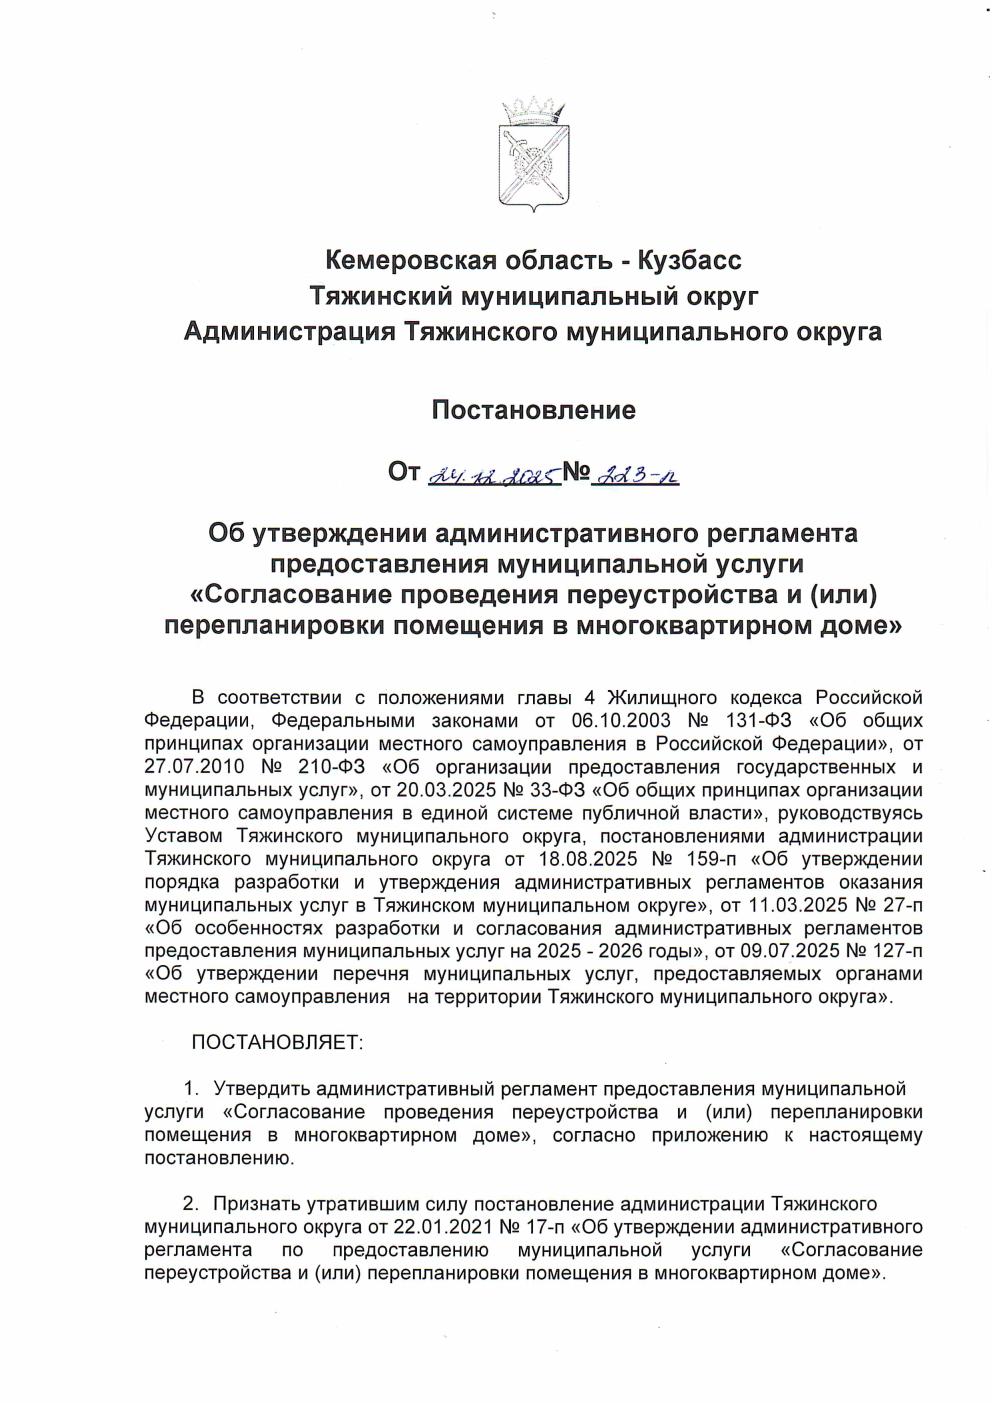 Кемеровская область - Кузбасс
Тяжинский муниципальный округ
Администрация Тяжинского муниципального округа
Постановление
От 24.12.2025 № 223-п
Об утверждении административного регламента
предоставления муниципальной услуги
«Согласование проведения переустройства и (или)
перепланировки помещения в многоквартирном доме»
В соответствии с положениями главы 4 Жилищного кодекса Российской
Федерации, Федеральными законами от 06.10.2003 № 131-ФЗ «Об общих
принципах организации местного самоуправления в Российской Федерации», от
27.07.2010 № 210-ФЗ «Об организации предоставления государственных и
муниципальных услуг», от 20.03.2025 № 33-ФЗ «Об общих принципах организации
местного самоуправления в единой системе публичной власти», руководствуясь
Уставом Тяжинского муниципального округа, постановлениями администрации
Тяжинского муниципального округа от 18.08.2025 № 159-п «Об утверждении
порядка разработки и утверждения административных регламентов оказания
муниципальных услуг в Тяжинском муниципальном округе», от 11.03.2025 № 27-п
«Об особенностях разработки и согласования административных регламентов
предоставления муниципальных услуг на 2025 - 2026 годы», от 09.07.2025 № 127-п
«Об утверждении перечня муниципальных услуг, предоставляемых органами
местного самоуправления на территории Тяжинского муниципального округа».
ПОСТАНОВЛЯЕТ:
1. Утвердить административный регламент предоставления муниципальной
услуги «Согласование проведения переустройства и (или) перепланировки
помещения в многоквартирном доме», согласно приложению к настоящему
постановлению.
2. Признать утратившим силу постановление администрации Тяжинского
муниципального округа от 22.01.2021 № 17-п «Об утверждении административного
регламента по предоставлению муниципальной услуги «Согласование
переустройства и (или) перепланировки помещения в многоквартирном доме».